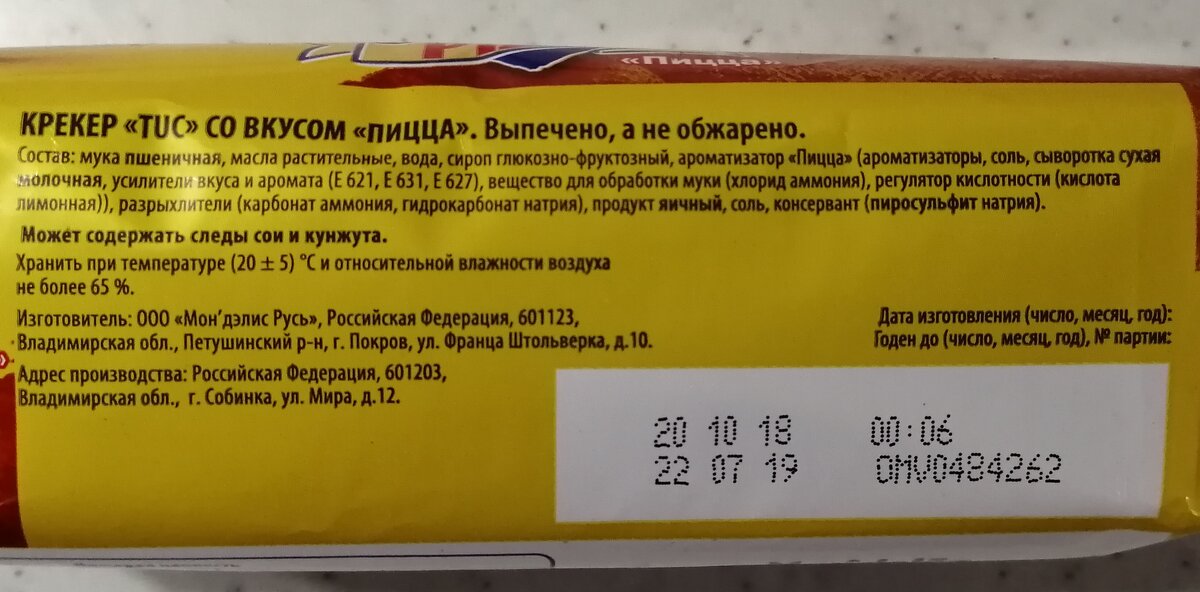 «Пицца»
КРЕКЕР «TUC» СО ВКУСОМ «ПИЦЦА». Выпечено, а не обжарено.
Состав: мука пшеничная, масла растительные, вода, сироп глюкозно-фруктозный, ароматизатор «Пицца» (ароматизаторы, соль, сыворотка сухая
молочная, усилители вкуса и аромата (Е 621, Е 631, Е 627), вещество для обработки муки (хлорид аммония), регулятор кислотности (кислота
лимонная)), разрыхлители (карбонат аммония, гидрокарбонат натрия), продукт яичный, соль, консервант (пиросульфит натрия).
Может содержать следы сои и кунжута.
Хранить при температуре (20 ± 5) °С и относительной влажности воздуха
не более 65 %.
Изготовитель: ООО «Мон'дэлис Русь», Российская Федерация, 601123,
Владимирская обл., Петушинский р-н, г. Покров, ул. Франца Штольверка, д.10.
Адрес производства: Российская Федерация, 601203,
Владимирская обл., г. Собинка, ул. Мира, д.12.
Дата изготовления (число, месяц, год):
Годен до (число, месяц, год), № партии:
20 10 18 00:06
22 07 19 OMV0484262